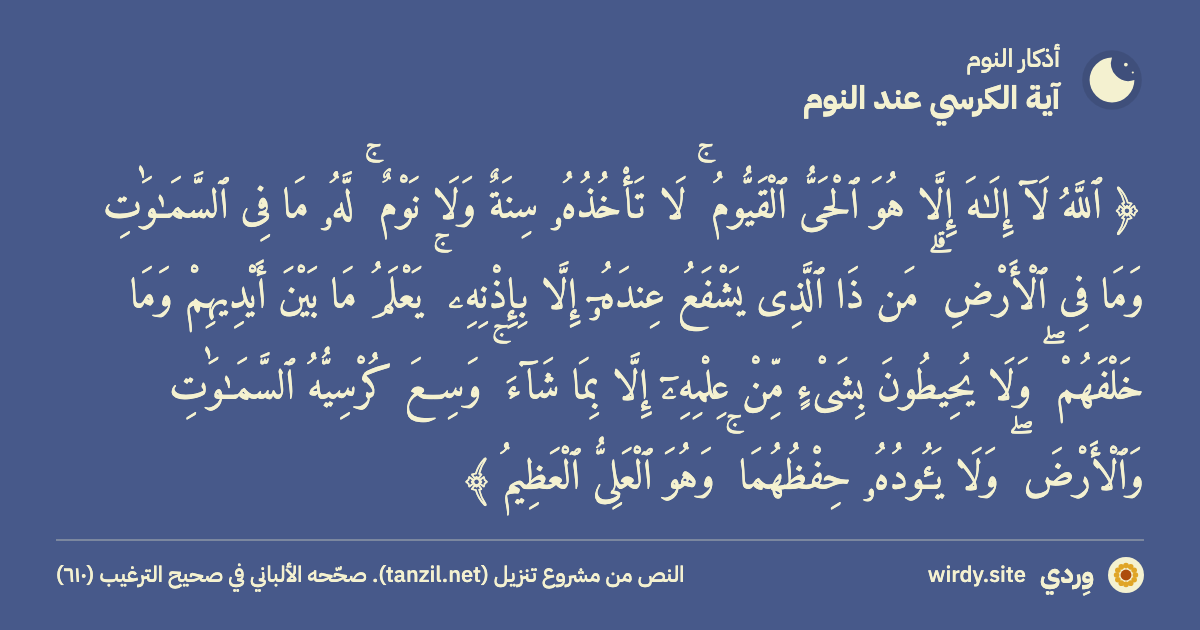 أذكار النوم
آية الكرسي عند النوم
﴿ ٱللَّهُ لَآ إِلَـٰهَ إِلَّا هُوَ ٱلْحَىُّ ٱلْقَيُّومُ ۚ لَا تَأْخُذُهُۥ سِنَةٌ وَلَا نَوْمٌ ۚ لَّهُۥ مَا فِى ٱلسَّمَـٰوَٰتِ
وَمَا فِى ٱلْأَرْضِ ۗ مَن ذَا ٱلَّذِى يَشْفَعُ عِندَهُۥٓ إِلَّا بِإِذْنِهِۦ ۚ يَعْلَمُ مَا بَيْنَ أَيْدِيهِمْ وَمَا
خَلْفَهُمْ ۖ وَلَا يُحِيطُونَ بِشَىْءٍ مِّنْ عِلْمِهِۦٓ إِلَّا بِمَا شَآءَ ۚ وَسِعَ كُرْسِيُّهُ ٱلسَّمَـٰوَٰتِ
وَٱلْأَرْضَ ۖ وَلَا يَـُٔودُهُۥ حِفْظُهُمَا ۚ وَهُوَ ٱلْعَلِىُّ ٱلْعَظِيمُ ﴾
وِردي wirdy.site
النص من مشروع تنزيل (tanzil.net). صحّحه الألباني في صحيح الترغيب (٦١٠)